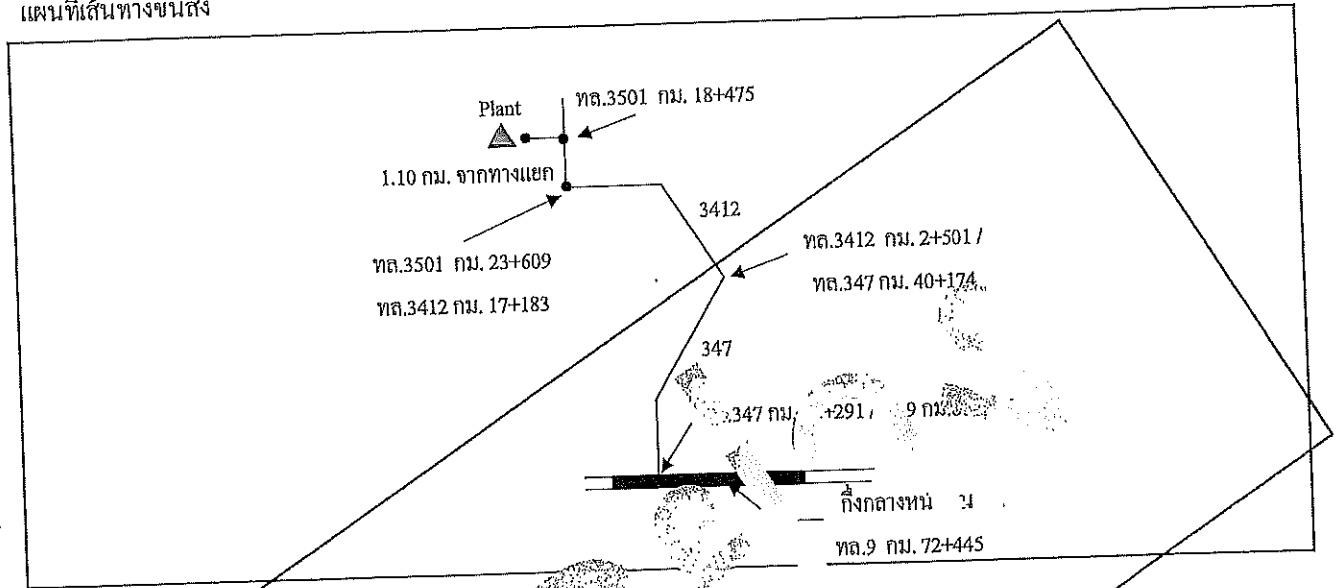 แผนที่เส้นทางขนส่ง
Plant
ทล.3501 กม. 18+475
1.10 กม. จากทางแยก
3412
ทล.3501 กม. 23+609
ทล.3412 กม. 17+183
ทล.3412 กม. 2+501 /
ทล.347 กม. 40+174
347
347 กม. +291 / 9 กม.
กึ่งกลางหน
ทล.9 กม. 72+445